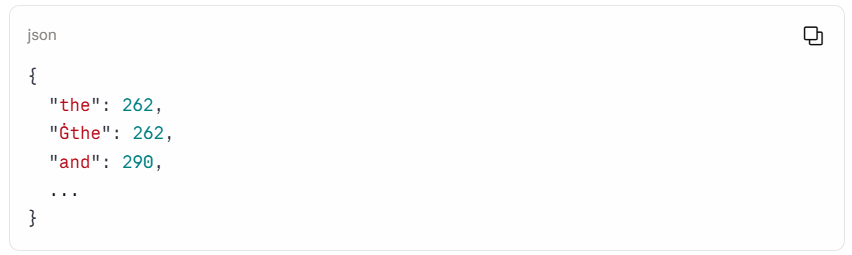 json
{
"the": 262,
"Ġthe": 262,
"and": 290,
...
}